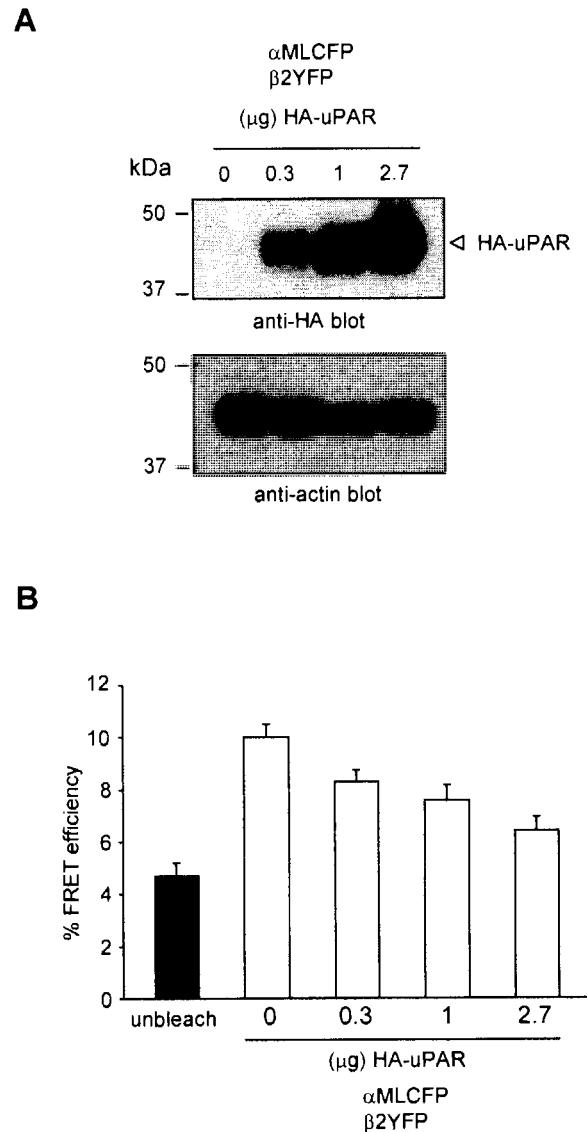 A
αMLCFP
β2YFP
(μg) HA-uPAR
kDa 0 0.3 1 2.7
50
HA-uPAR
37
anti-HA blot
50
37
anti-actin blot
B
12
10
8
6
4
2
0
% FRET efficiency
unbleach 0 0.3 1 2.7
(μg) HA-uPAR
αMLCFP
β2YFP